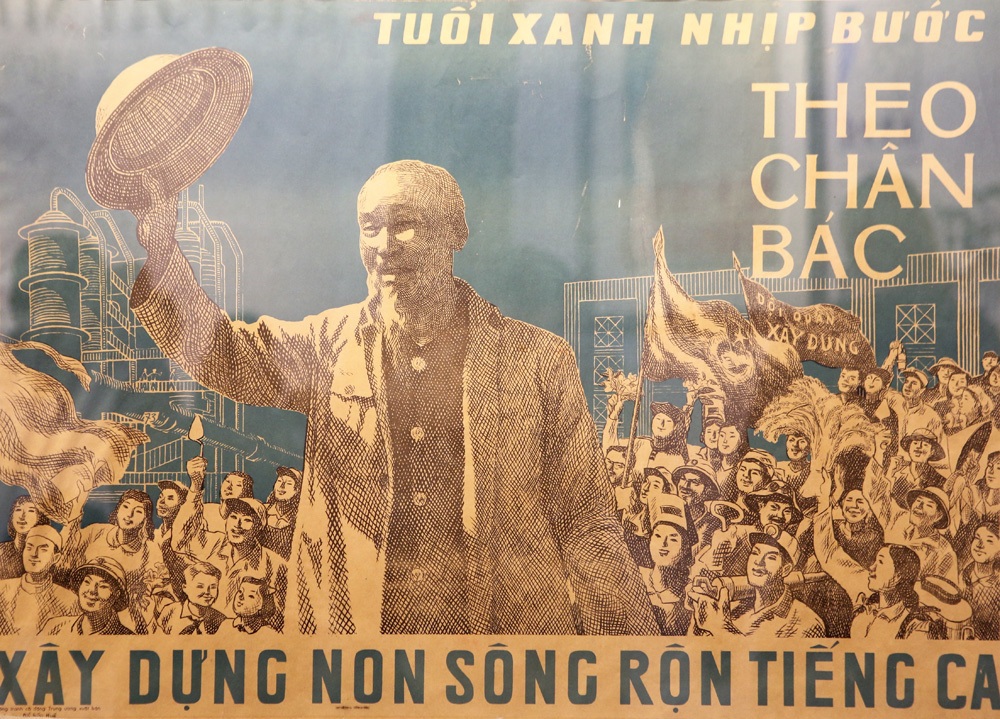 TUỔI XANH NHỊP BƯỚC
THEO
CHÂN
BÁC
XÂY DỰNG
XÂY DỰNG NON SÔNG RỘN TIẾNG CA